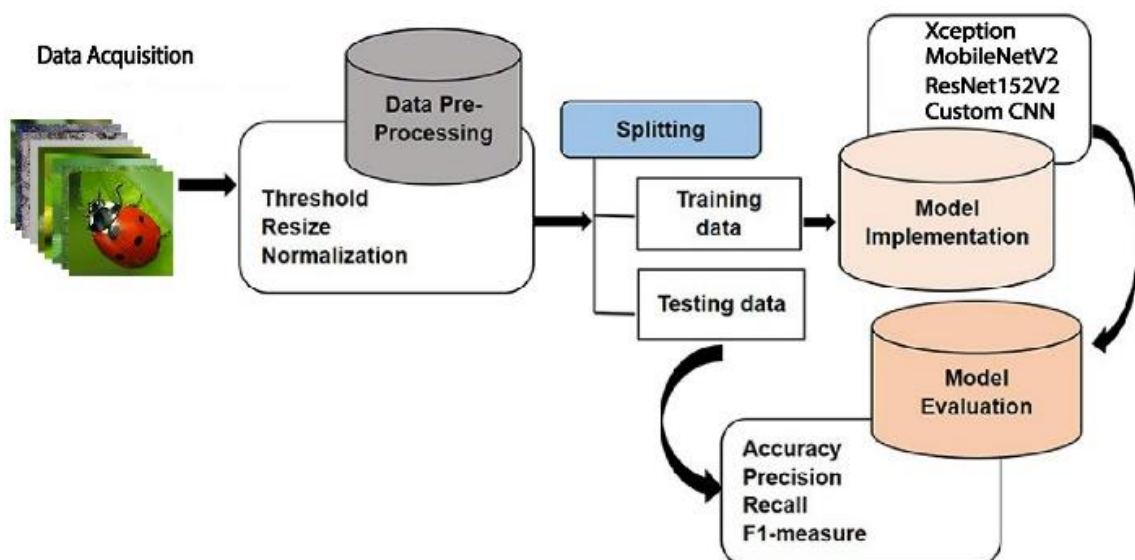 Data Acquisition
Data Pre-
Processing
Threshold
Resize
Normalization
Splitting
Training
data
Testing data
Xception
MobileNetV2
ResNet152V2
Custom CNN
Model
Implementation
Model
Evaluation
Accuracy
Precision
Recall
F1-measure